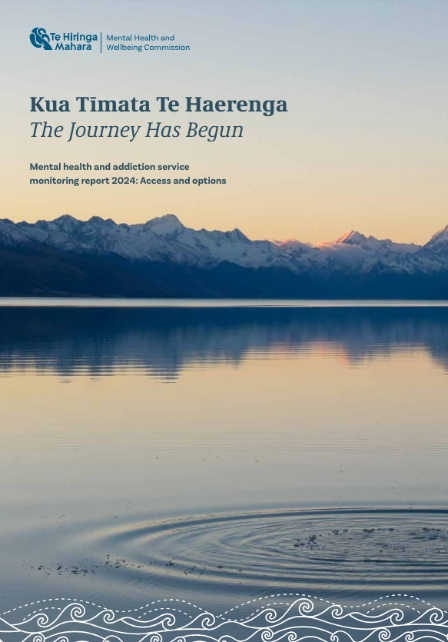 Te Hiringa
Mahara
Mental Health and
Wellbeing Commission
Kua Timata Te Haerenga
The Journey Has Begun
Mental health and addiction service
monitoring report 2024: Access and options